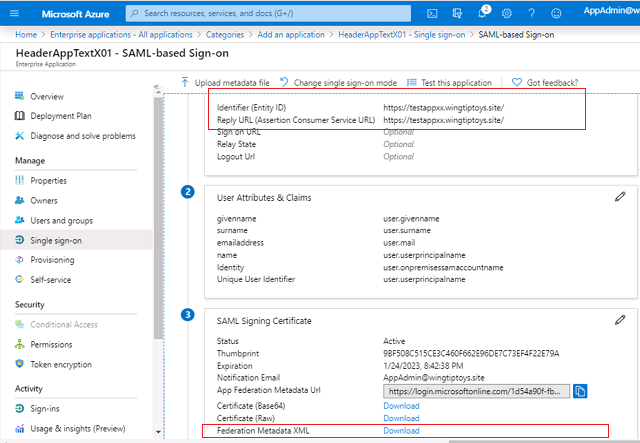 Microsoft Azure
Search resources, services, and docs (G+/)
2
AppAdmin@wing
Home > Enterprise applications - All applications > Categories > Add an application > HeaderAppTextX01 - Single sign-on > SAML-based Sign-on
HeaderAppTextX01 - SAML-based Sign-on
Enterprise Application
Upload metadata file Change single sign-on mode Test this application Got feedback?
Overview
Deployment Plan
Diagnose and solve problems
Manage
Properties
Owners
Users and groups
Single sign-on
Provisioning
Self-service
Security
Conditional Access
Permissions
Token encryption
Activity
Sign-ins
Usage & insights (Preview)
Identifier (Entity ID) https://testappxx.wingtiptoys.site/
Reply URL (Assertion Consumer Service URL) https://testappxx.wingtiptoys.site/
Sign on URL Optional
Relay State Optional
Logout Url Optional
2
User Attributes & Claims
givenname user.givenname
surname user.surname
emailaddress user.mail
name user.userprincipalname
Identity user.onpremisessamaccountname
Unique User Identifier user.userprincipalname
3
SAML Signing Certificate
Status Active
Thumbprint 9BF508C515CE3C460F662E96DE7C73EF4F22E79A
Expiration 1/24/2023, 8:42:38 PM
Notification Email AppAdmin@wingtiptoys.site
App Federation Metadata Url https://login.microsoftonline.com/1d54a90f-fb...
Certificate (Base64) Download
Certificate (Raw) Download
Federation Metadata XML Download